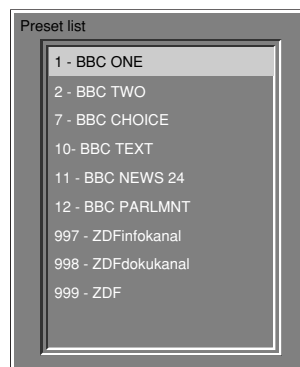 Preset list
1 - BBC ONE
2 - BBC TWO
7 - BBC CHOICE
10- BBC TEXT
11 - BBC NEWS 24
12 - BBC PARLMNT
997 - ZDFinfokanal
998 - ZDFdokukanal
999 - ZDF